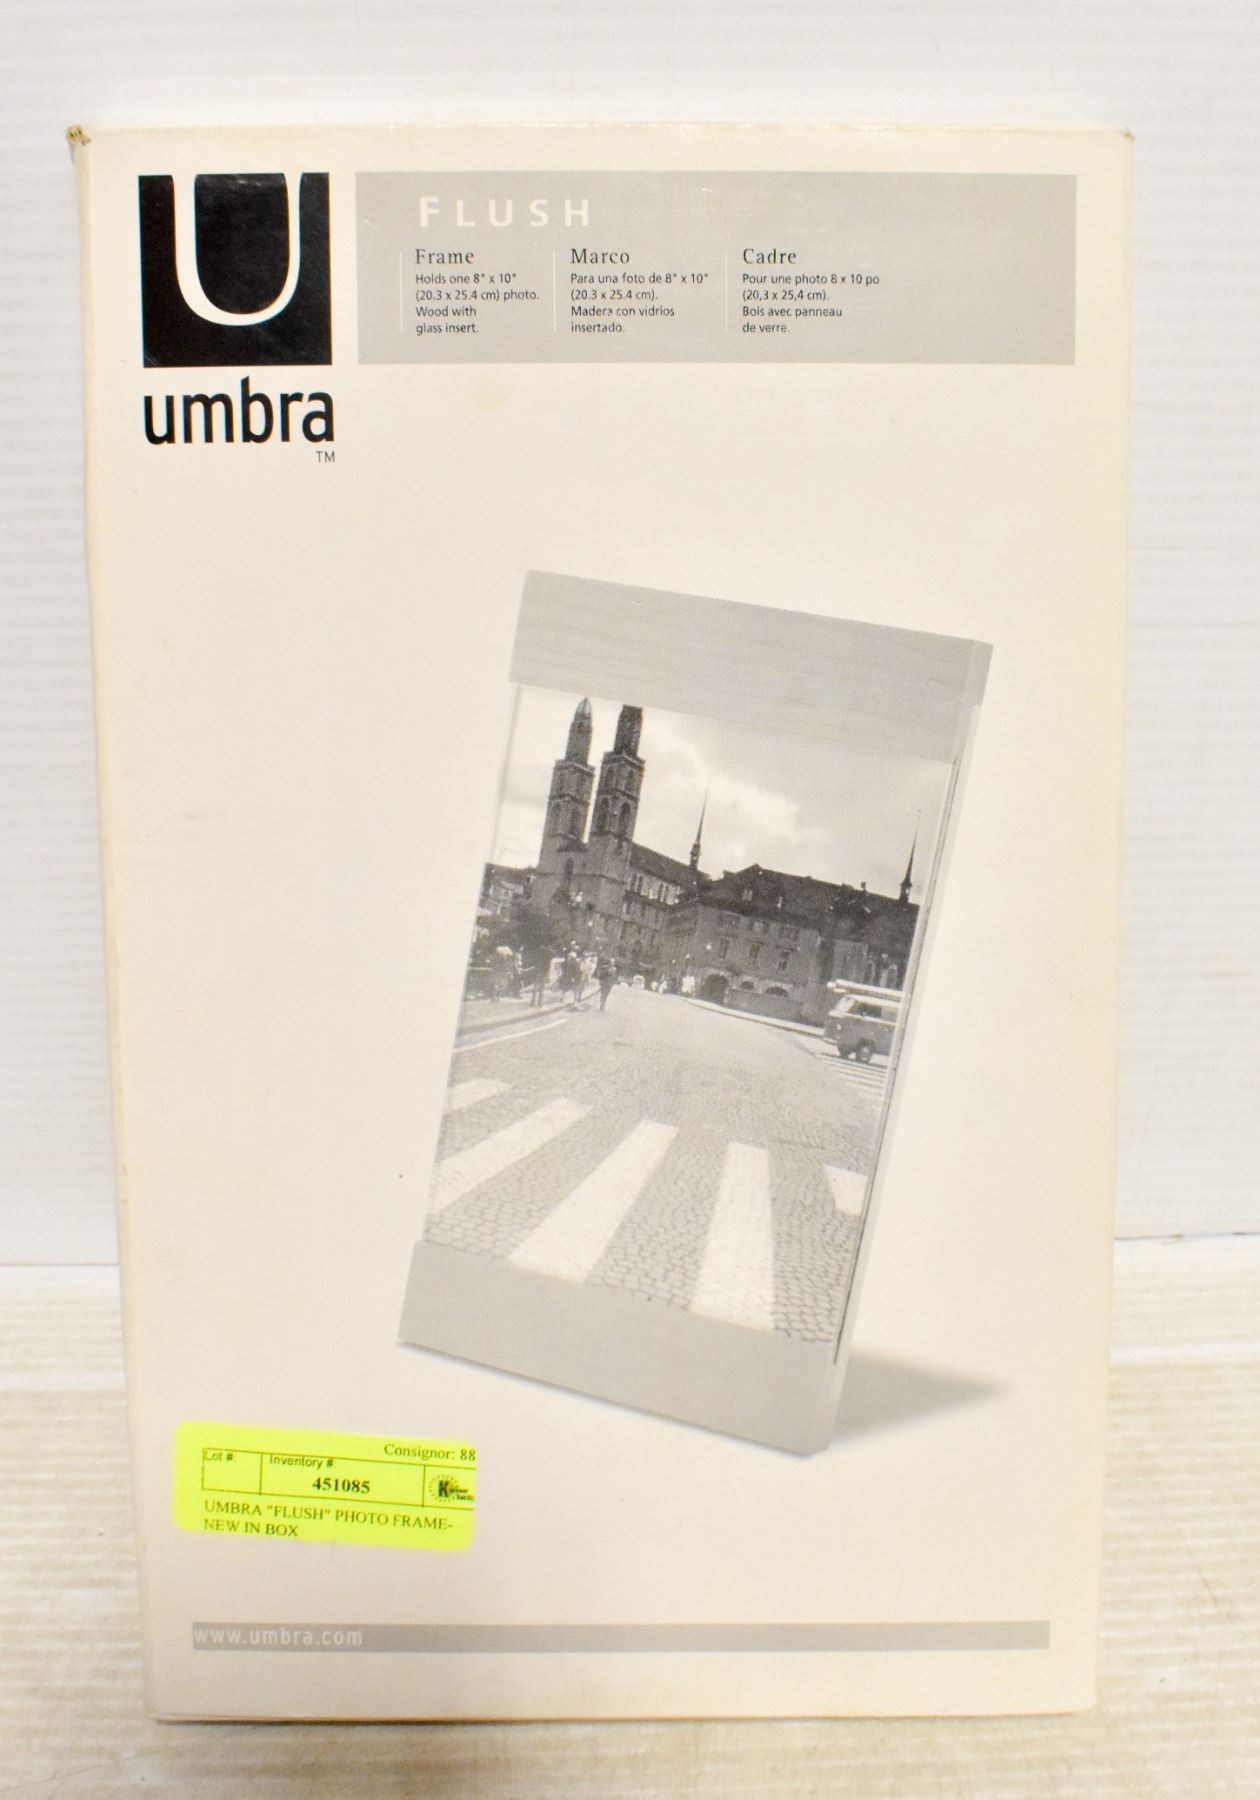 U
umbra
TM
FLUSH
Frame
Holds one 8" x 10"
(20.3 x 25.4 cm) photo.
Wood with
glass insert.
Marco
Para una foto de 8" x 10"
(20.3 x 25.4 cm).
Madera con vidrios
insertado.
Cadre
Pour une photo 8 x 10 po
(20,3 x 25,4 cm).
Bois avec panneau
de verre.
Consignor: 88
Lot #: Inventory #:
451085
UMBRA "FLUSH" PHOTO FRAME-
NEW IN BOX
www.umbra.com